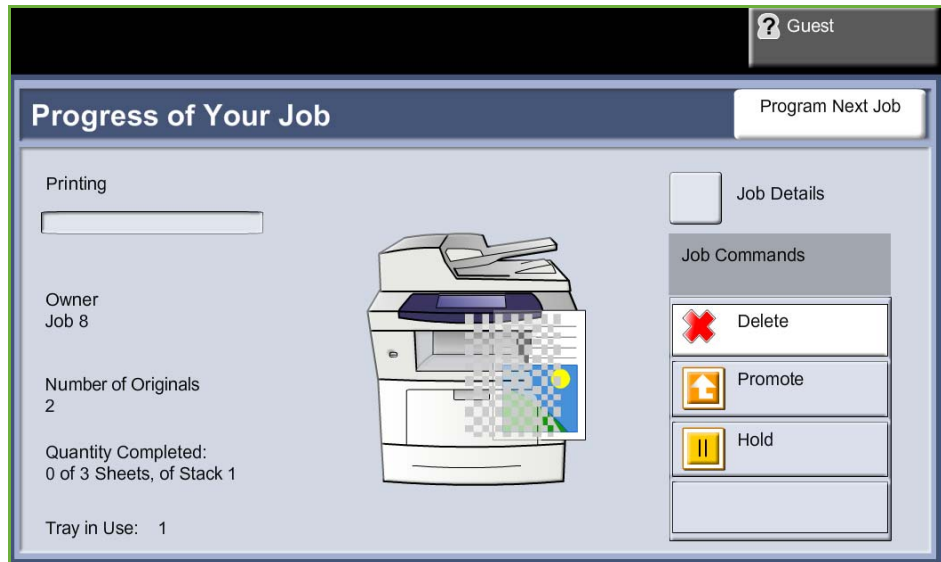 Guest
Progress of Your Job
Program Next Job
Printing
Job Details
Job Commands
Owner
Job 8
Delete
Number of Originals
2
Promote
Quantity Completed:
0 of 3 Sheets, of Stack 1
Hold
Tray in Use: 1